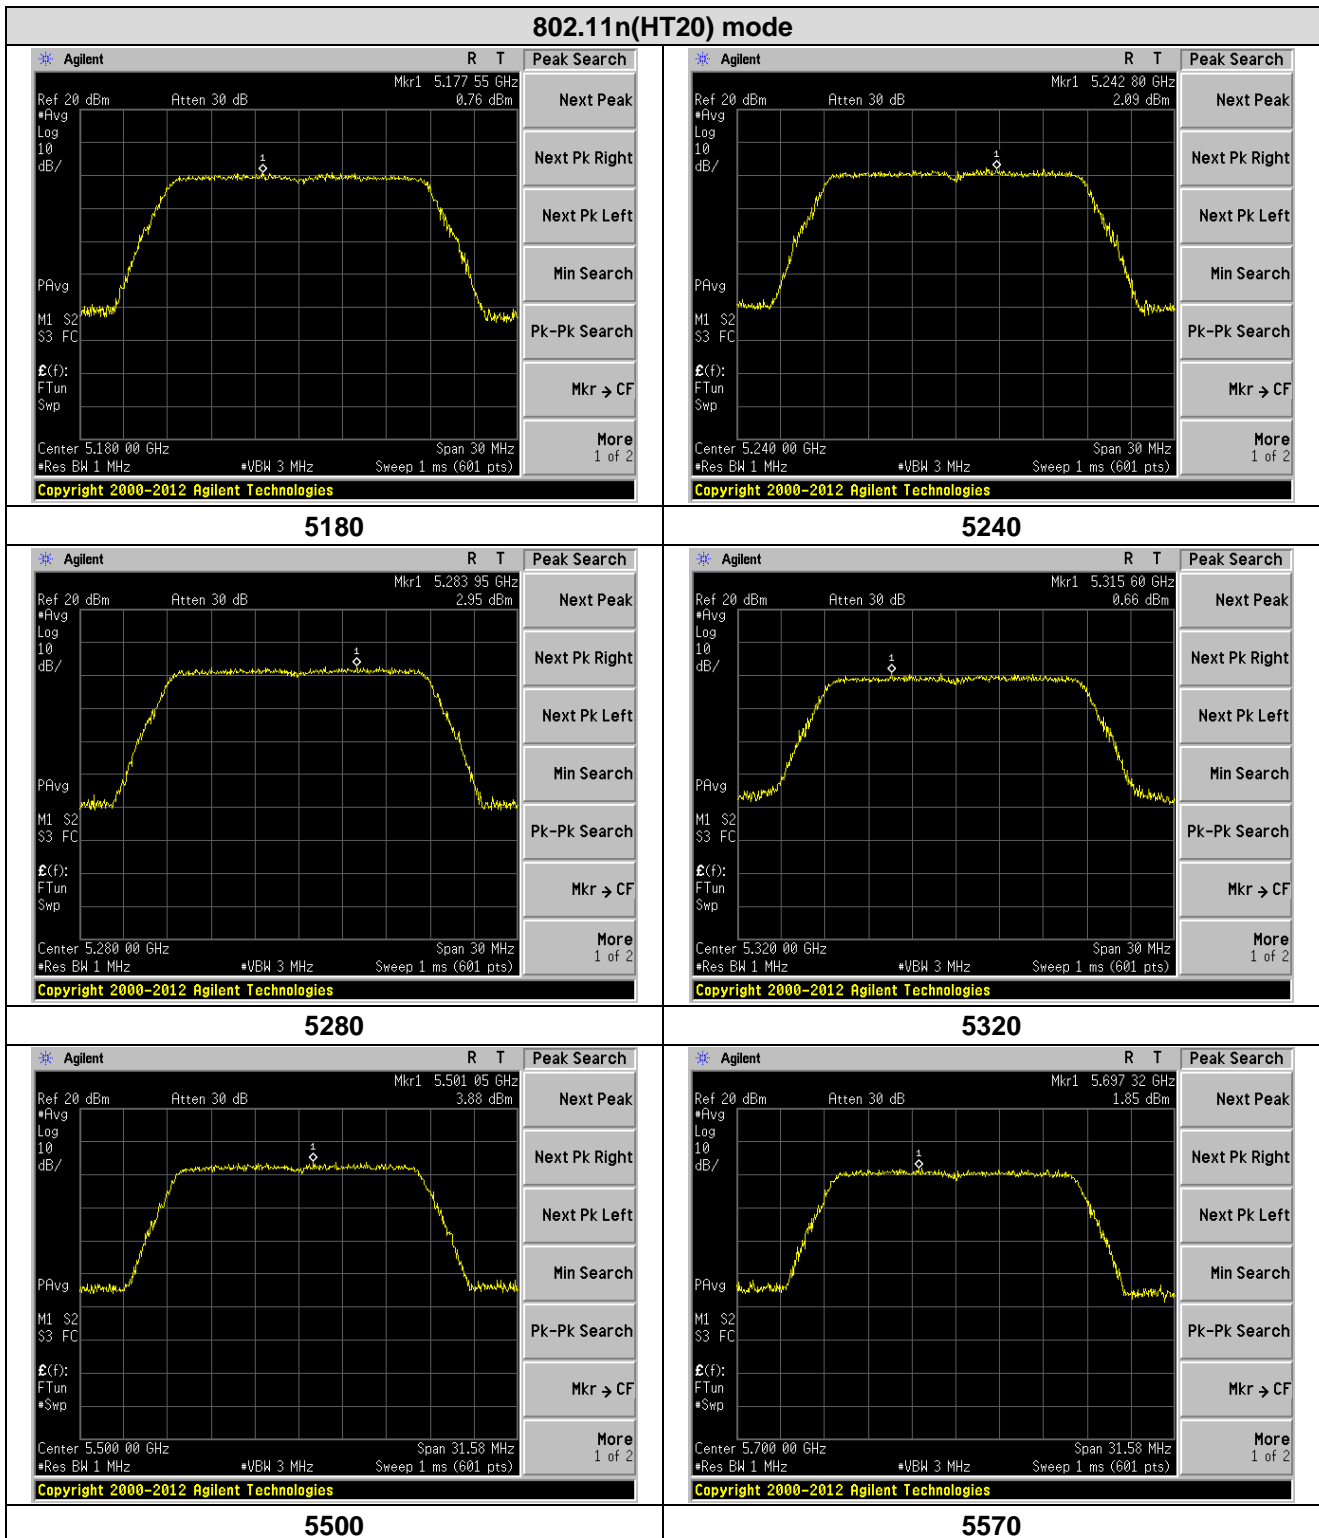 802.11n(HT20) mode
Agilent R T Peak Search
Mkr1 5.177 55 GHz
Ref 20 dBm Atten 30 dB 0.76 dBm
#Avg
Log
10
dB/
1
PAvg
M1 S2
S3 FC
£(f):
FTun
Swp
Center 5.180 00 GHz Span 30 MHz
#Res BW 1 MHz #VBW 3 MHz Sweep 1 ms (601 pts)
Copyright 2000-2012 Agilent Technologies
Next Peak
Next Pk Right
Next Pk Left
Min Search
Pk-Pk Search
Mkr → CF
More
1 of 2
5180
Agilent R T Peak Search
Mkr1 5.242 80 GHz
Ref 20 dBm Atten 30 dB 2.09 dBm
#Avg
Log
10
dB/
1
PAvg
M1 S2
S3 FC
£(f):
FTun
Swp
Center 5.240 00 GHz Span 30 MHz
#Res BW 1 MHz #VBW 3 MHz Sweep 1 ms (601 pts)
Copyright 2000-2012 Agilent Technologies
Next Peak
Next Pk Right
Next Pk Left
Min Search
Pk-Pk Search
Mkr → CF
More
1 of 2
5240
Agilent R T Peak Search
Mkr1 5.283 95 GHz
Ref 20 dBm Atten 30 dB 2.95 dBm
#Avg
Log
10
dB/
1
PAvg
M1 S2
S3 FC
£(f):
FTun
Swp
Center 5.280 00 GHz Span 30 MHz
#Res BW 1 MHz #VBW 3 MHz Sweep 1 ms (601 pts)
Copyright 2000-2012 Agilent Technologies
Next Peak
Next Pk Right
Next Pk Left
Min Search
Pk-Pk Search
Mkr → CF
More
1 of 2
5280
Agilent R T Peak Search
Mkr1 5.315 60 GHz
Ref 20 dBm Atten 30 dB 0.66 dBm
#Avg
Log
10
dB/
1
PAvg
M1 S2
S3 FC
£(f):
FTun
Swp
Center 5.320 00 GHz Span 30 MHz
#Res BW 1 MHz #VBW 3 MHz Sweep 1 ms (601 pts)
Copyright 2000-2012 Agilent Technologies
Next Peak
Next Pk Right
Next Pk Left
Min Search
Pk-Pk Search
Mkr → CF
More
1 of 2
5320
Agilent R T Peak Search
Mkr1 5.501 05 GHz
Ref 20 dBm Atten 30 dB 3.88 dBm
#Avg
Log
10
dB/
1
PAvg
M1 S2
S3 FC
£(f):
FTun
#Swp
Center 5.500 00 GHz Span 31.58 MHz
#Res BW 1 MHz #VBW 3 MHz Sweep 1 ms (601 pts)
Copyright 2000-2012 Agilent Technologies
Next Peak
Next Pk Right
Next Pk Left
Min Search
Pk-Pk Search
Mkr → CF
More
1 of 2
5500
Agilent R T Peak Search
Mkr1 5.697 32 GHz
Ref 20 dBm Atten 30 dB 1.85 dBm
#Avg
Log
10
dB/
1
PAvg
M1 S2
S3 FC
£(f):
FTun
#Swp
Center 5.700 00 GHz Span 31.58 MHz
#Res BW 1 MHz #VBW 3 MHz Sweep 1 ms (601 pts)
Copyright 2000-2012 Agilent Technologies
Next Peak
Next Pk Right
Next Pk Left
Min Search
Pk-Pk Search
Mkr → CF
More
1 of 2
5570